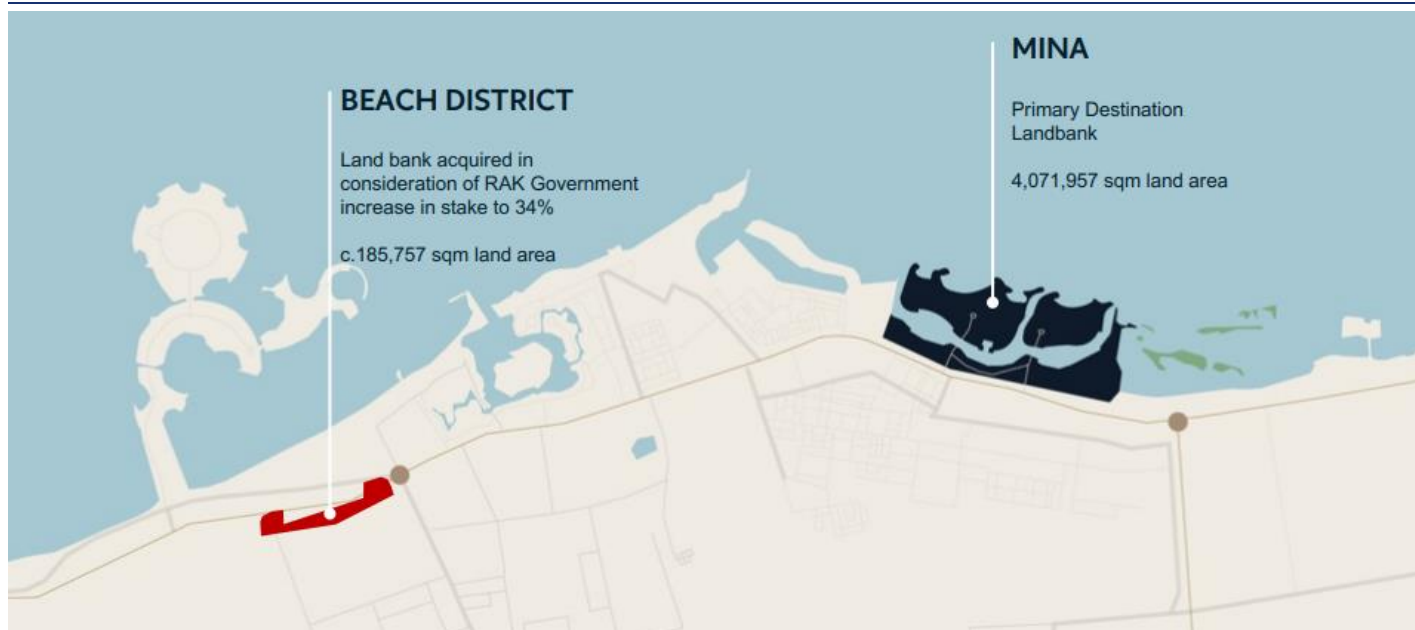 BEACH DISTRICT
Land bank acquired in
consideration of RAK Government
increase in stake to 34%
c.185,757 sqm land area
MINA
Primary Destination
Landbank
4,071,957 sqm land area